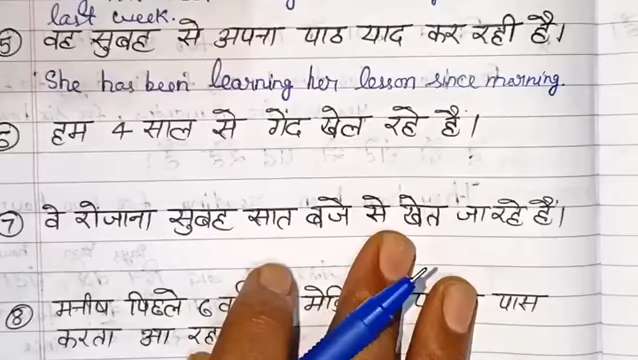 last week.
⑤ वह सुबह से अपना पाठ याद कर रही है।
She has been learning her lesson since morning.
⑥ हम 4 साल से गेंद खेल रहे हैं।
⑦ वे रोजाना सुबह सात बजे से खेत जा रहे हैं।
⑧ मनीष पिछले 6 पास
करता आ